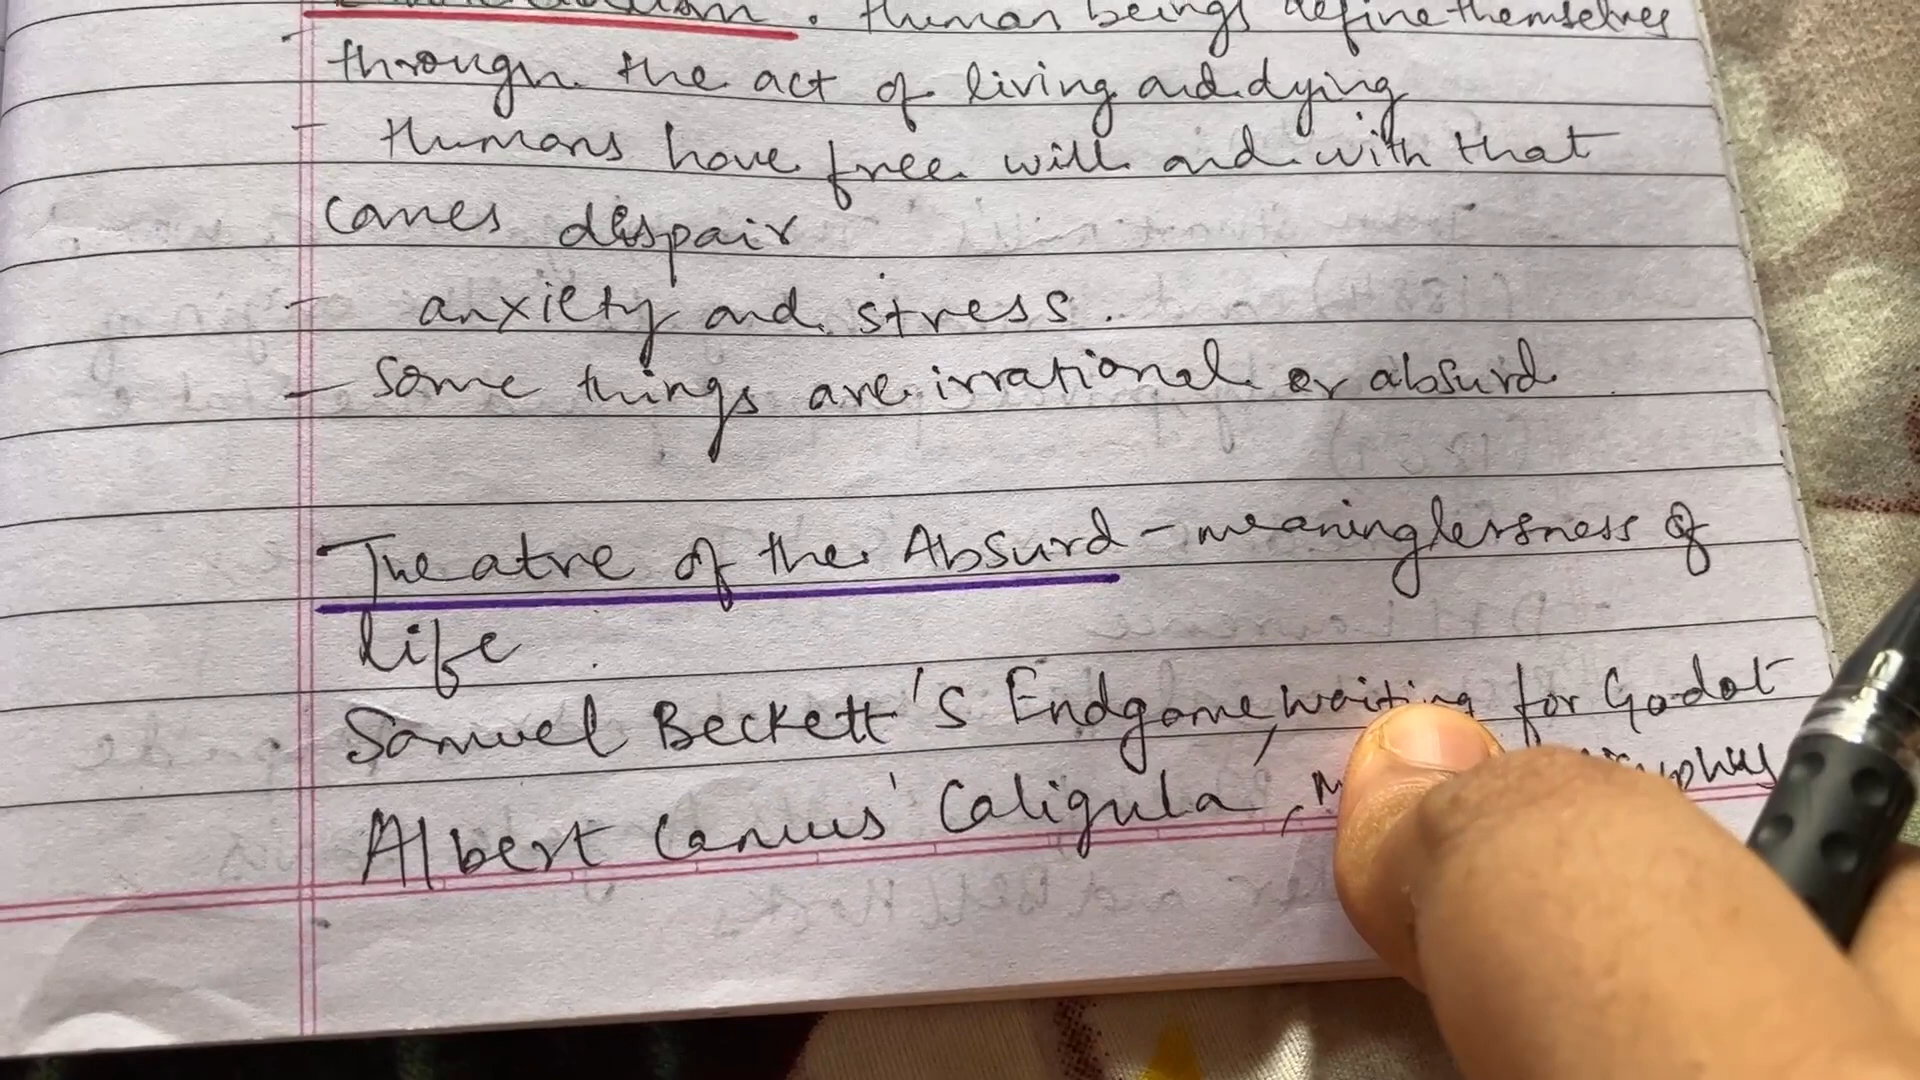 . Human beings define themselves
through the act of living and dying
- Humans have free will and with that
comes despair
- anxiety and stress.
- Some things are irrational or absurd
Theatre of the Absurd - meaninglessness of
life
Samuel Beckett's Endgame, Waiting for Godot
Albert Camus' Caligula,